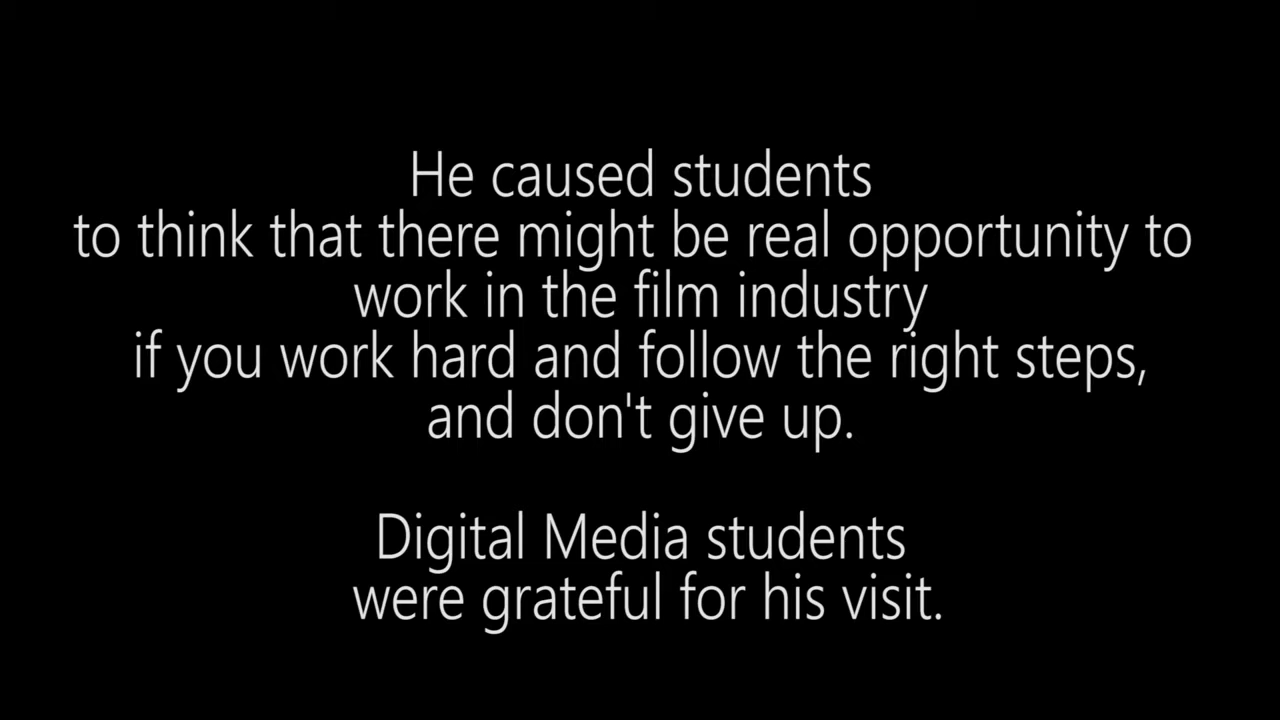 He caused students
to think that there might be real opportunity to
work in the film industry
if you work hard and follow the right steps,
and don't give up.
Digital Media students
were grateful for his visit.